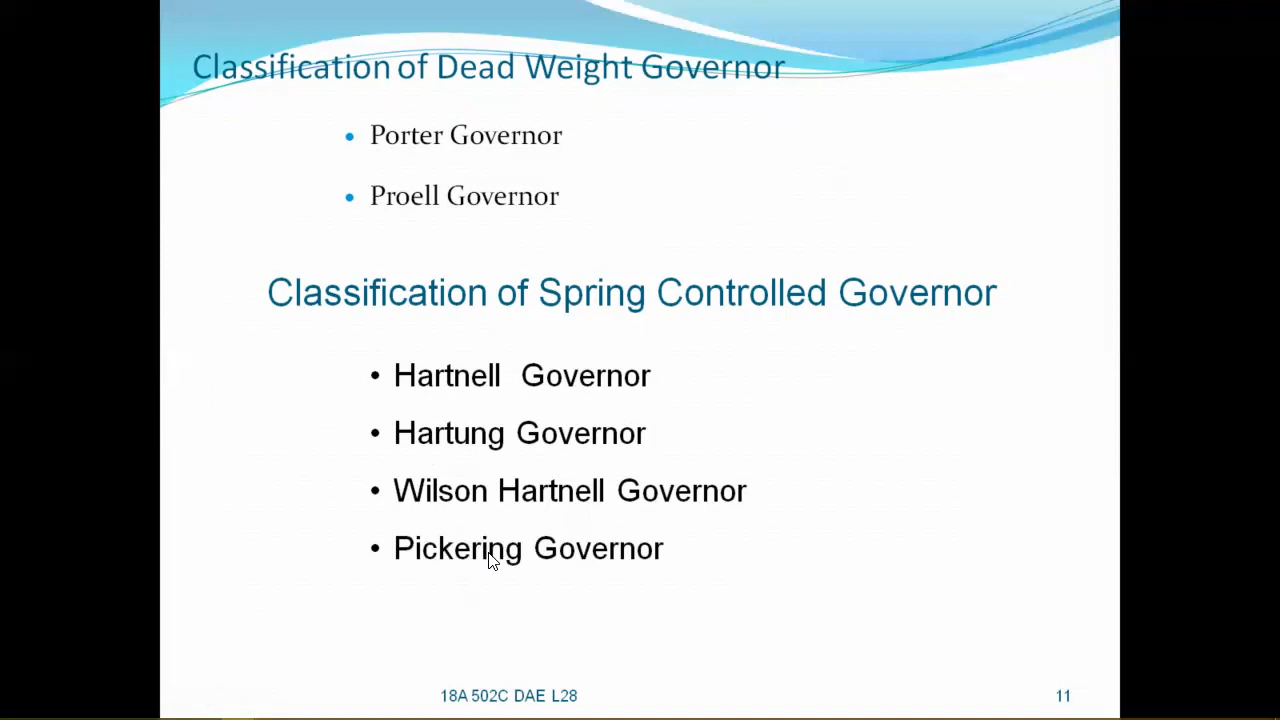 Classification of Dead Weight Governor
• Porter Governor
• Proell Governor
Classification of Spring Controlled Governor
• Hartnell Governor
• Hartung Governor
• Wilson Hartnell Governor
• Pickering Governor
18A 502C DAE L28
11